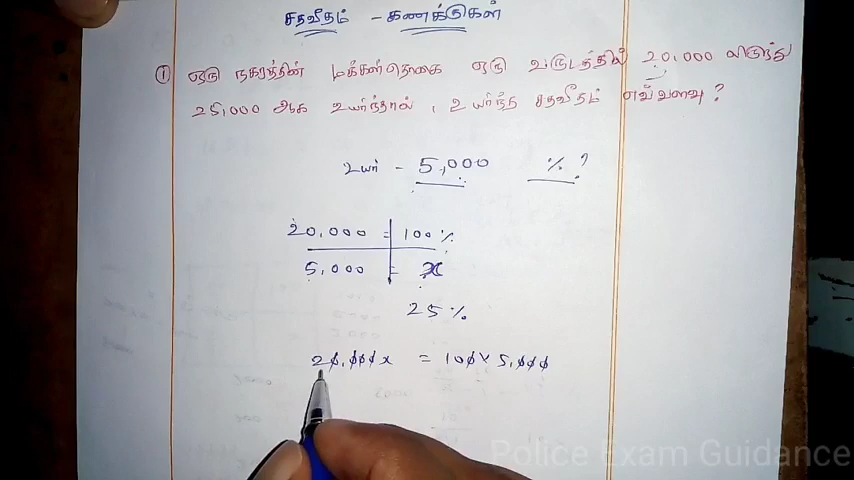 சதவீதம் - கணக்குகள்
① ஒரு நகரத்தின் மக்கள்தொகை ஒரு வருடத்தில் 20,000 லிருந்து
25,000 ஆக உயர்ந்தால், உயர்ந்த சதவீதம் எவ்வளவு?
உயர் - 5,000 %?
20,000 = 100%
5,000 = x
25%
20,000x = 100 x 5,000
Police Exam Guidance